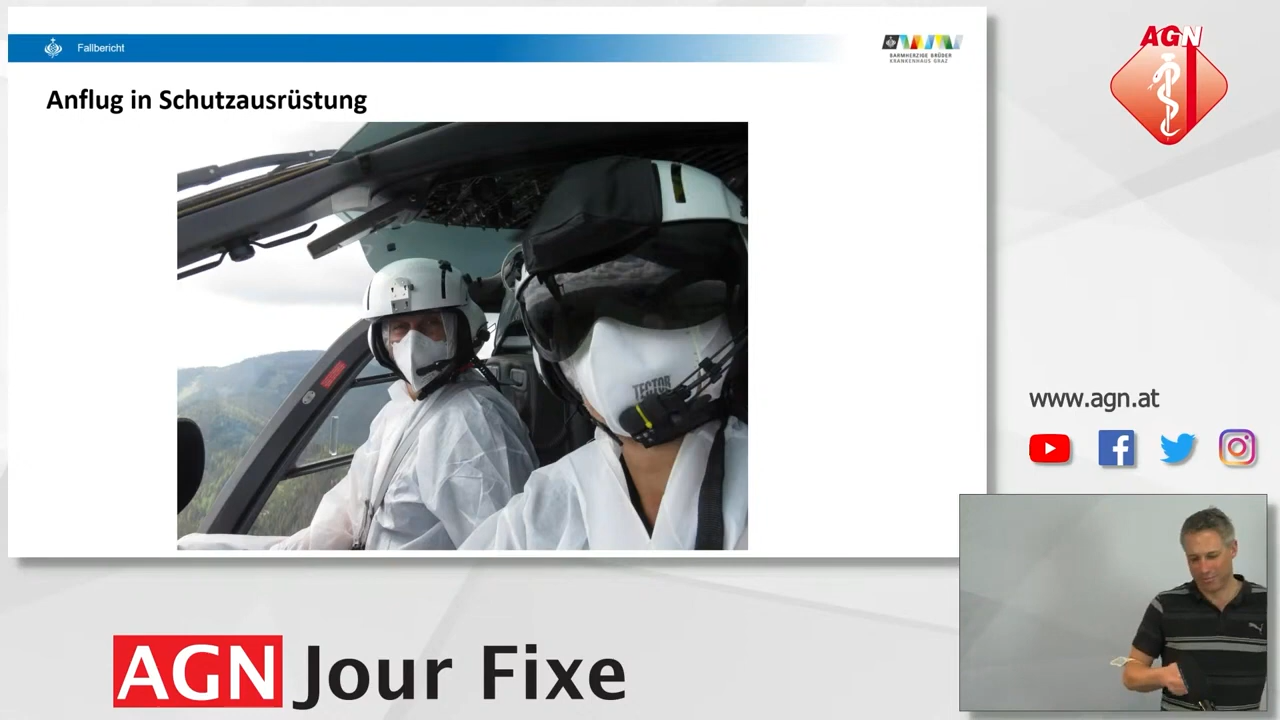 Fallbericht
BARMHERZIGE BRÜDER
KRANKENHAUS GRAZ
Anflug in Schutzausrüstung
TECTOR
AGN
www.agn.at
AGN Jour Fixe